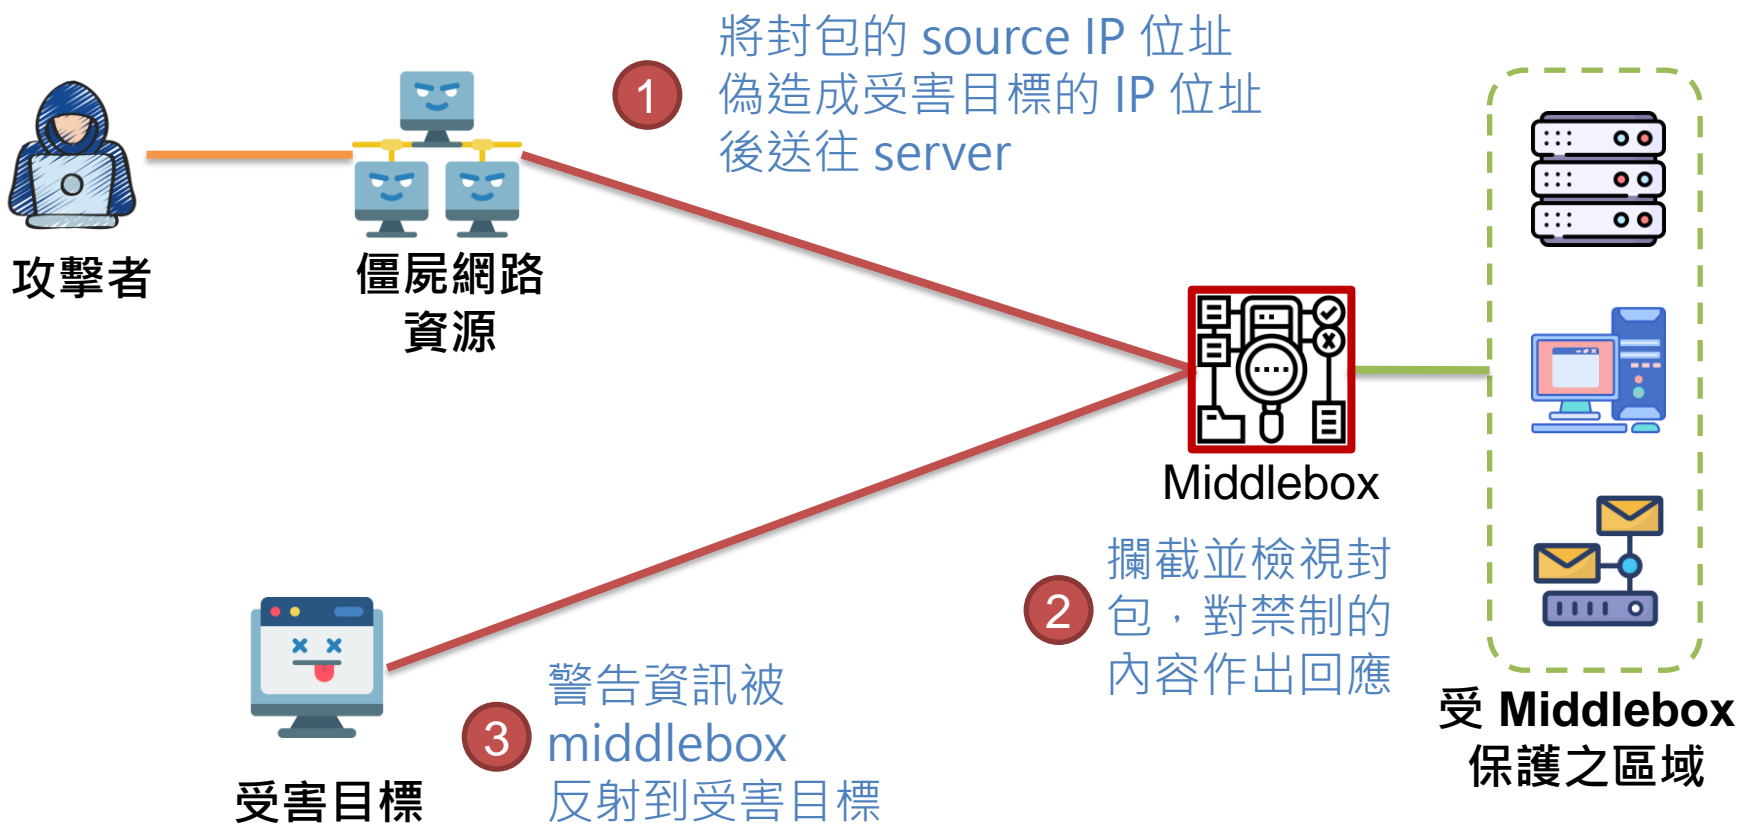 1
將封包的 source IP 位址
偽造成受害目標的 IP 位址
後送往 server
攻擊者
僵屍網路
資源
Middlebox
2
攔截並檢視封
包，對禁制的
內容作出回應
3
警告資訊被
middlebox
反射到受害目標
受害目標
受 Middlebox
保護之區域